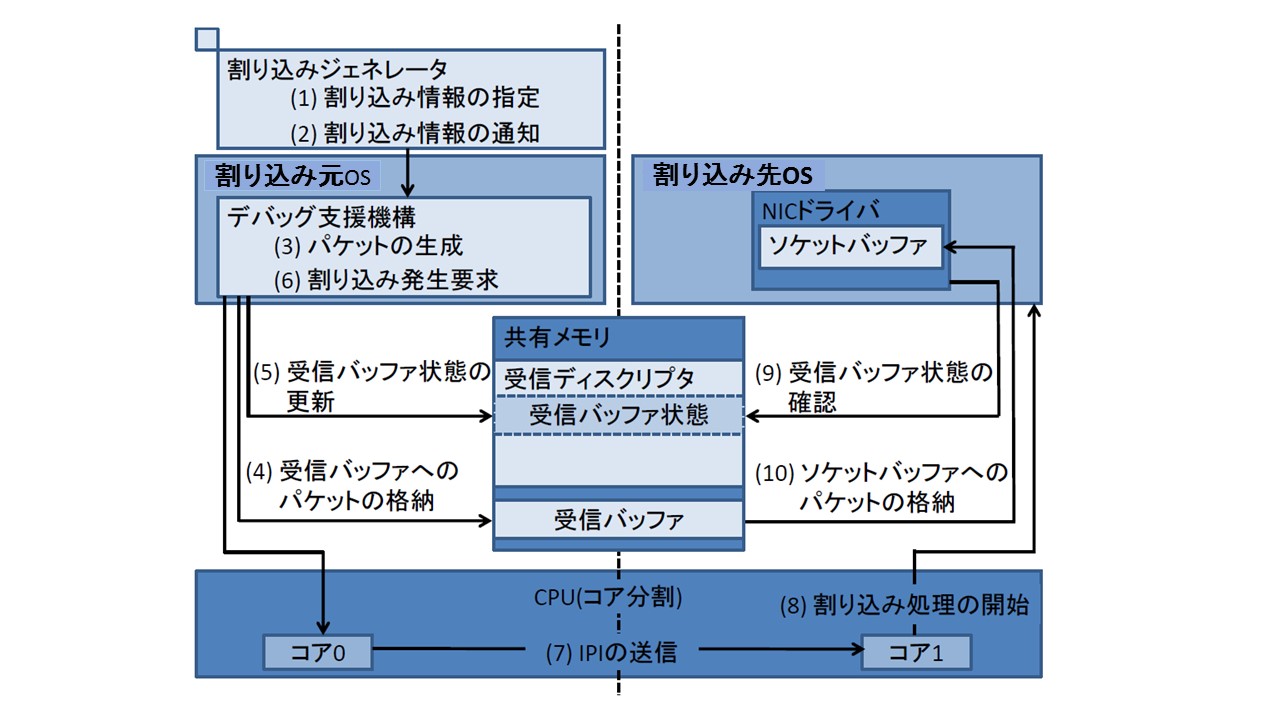 割り込みジェネレータ
(1) 割り込み情報の指定
(2) 割り込み情報の通知
割り込み元OS
デバッグ支援機構
(3) パケットの生成
(6) 割り込み発生要求
割り込み先OS
NICドライバ
ソケットバッファ
共有メモリ
受信ディスクリプタ
受信バッファ状態
受信バッファ
(5) 受信バッファ状態の
更新
(4) 受信バッファへの
パケットの格納
(9) 受信バッファ状態の
確認
(10) ソケットバッファへの
パケットの格納
CPU(コア分割)
(8) 割り込み処理の開始
コア0
(7) IPIの送信
コア1